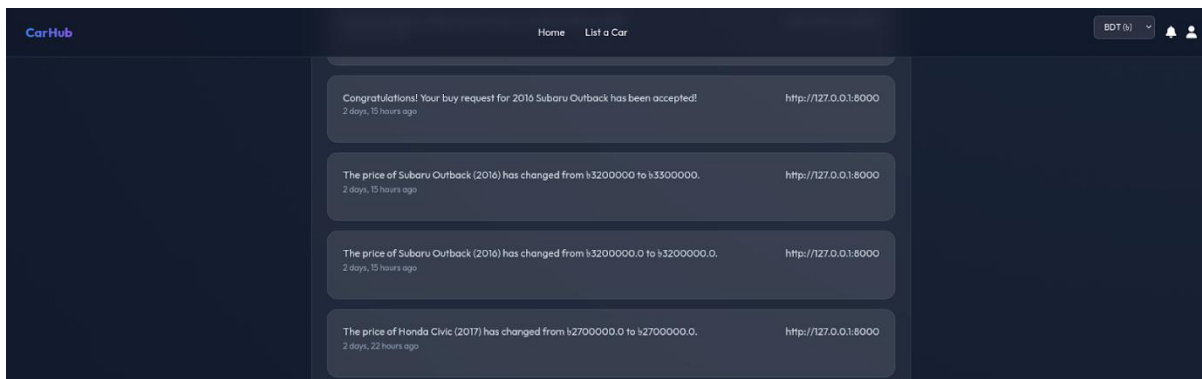 CarHub
Home List a Car
BDT (৳)
Congratulations! Your buy request for 2016 Subaru Outback has been accepted! http://127.0.0.1:8000
2 days, 15 hours ago
The price of Subaru Outback (2016) has changed from ৳3200000 to ৳3300000. http://127.0.0.1:8000
2 days, 15 hours ago
The price of Subaru Outback (2016) has changed from ৳3200000.0 to ৳3200000.0. http://127.0.0.1:8000
2 days, 15 hours ago
The price of Honda Civic (2017) has changed from ৳2700000.0 to ৳2700000.0. http://127.0.0.1:8000
2 days, 22 hours ago